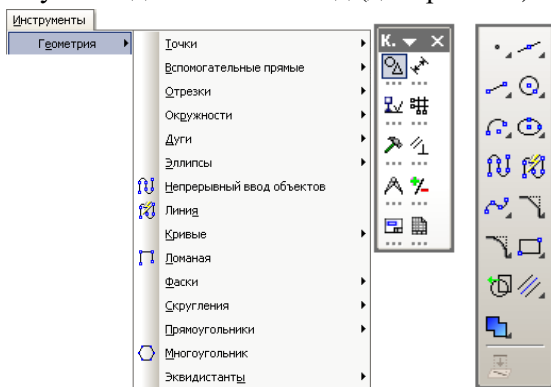 Инструменты
Геометрия
Точки
Вспомогательные прямые
Отрезки
Окружности
Дуги
Эллипсы
Непрерывный ввод объектов
Линия
Кривые
Ломаная
Фаски
Скругления
Прямоугольники
Многоугольник
Эквидистанты
К.